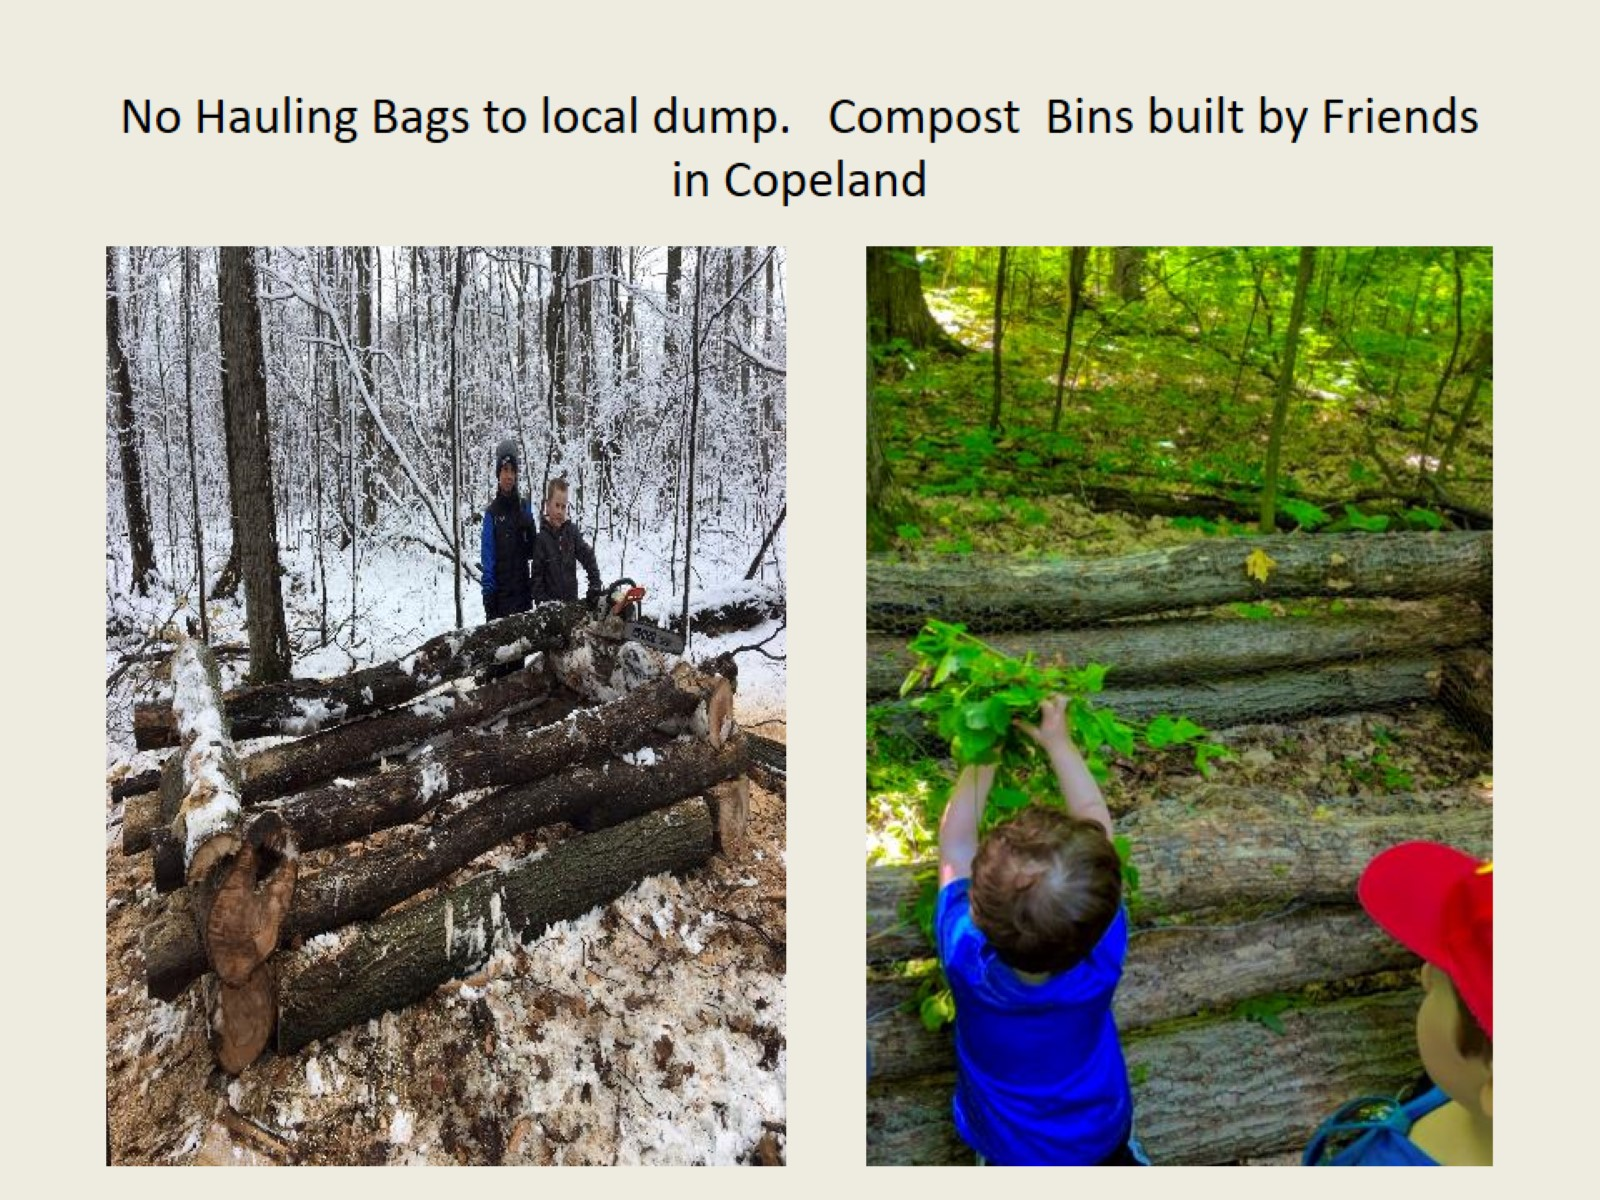 No Hauling Bags to local dump.   Compost  Bins built by Friends
in Copeland